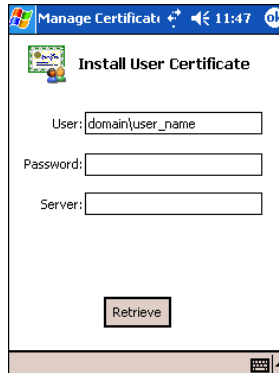 Manage Certificat 11:47 ok
Install User Certificate
User: domain\user_name
Password:
Server:
Retrieve